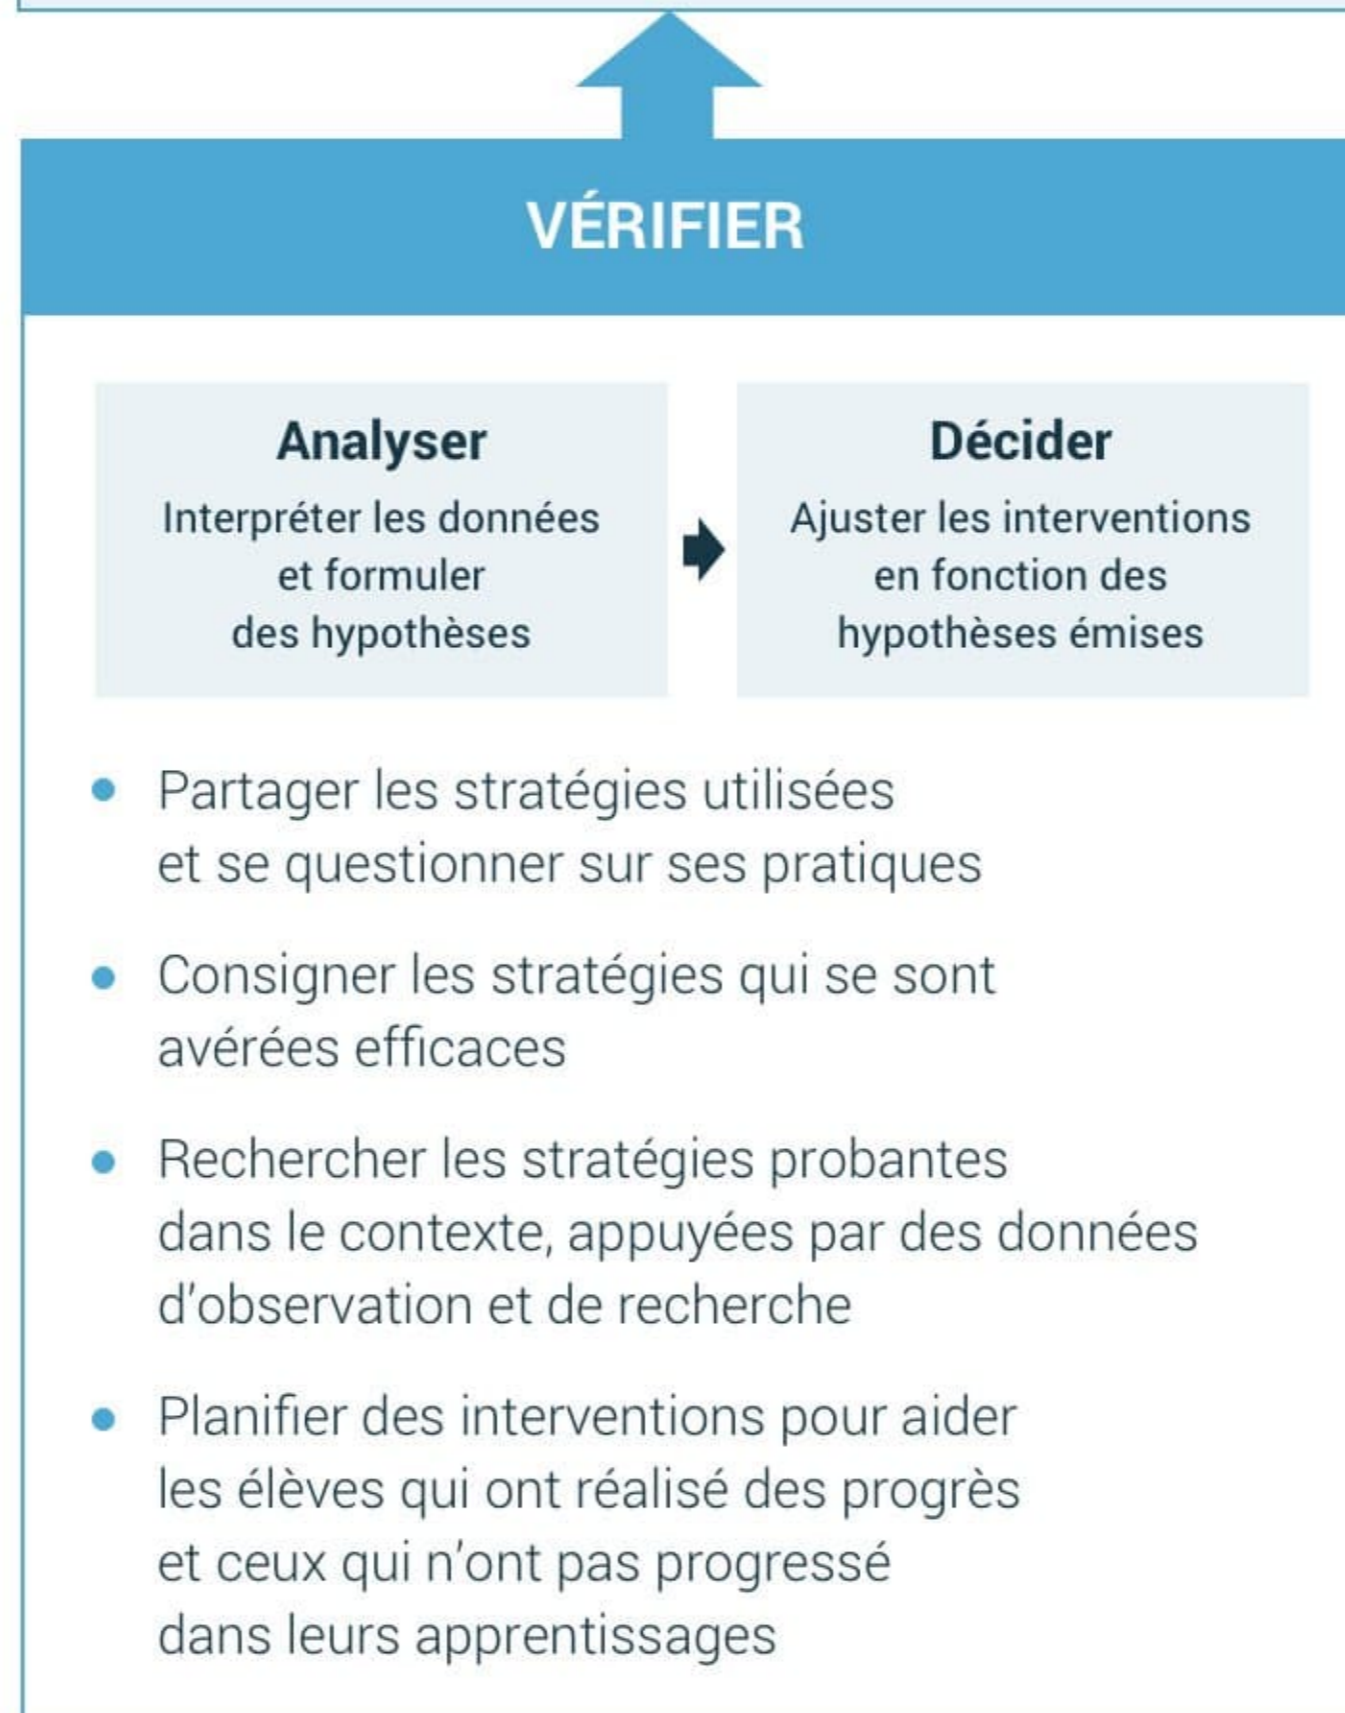 VÉRIFIER
Analyser
Interpréter les données
et formuler
des hypothèses
Décider
Ajuster les interventions
en fonction des
hypothèses émises
Partager les stratégies utilisées
et se questionner sur ses pratiques
Consigner les stratégies qui se sont
avérées efficaces
Rechercher les stratégies probantes
dans le contexte, appuyées par des données
d'observation et de recherche
Planifier des interventions pour aider
les élèves qui ont réalisé des progrès
et ceux qui n'ont pas progressé
dans leurs apprentissages